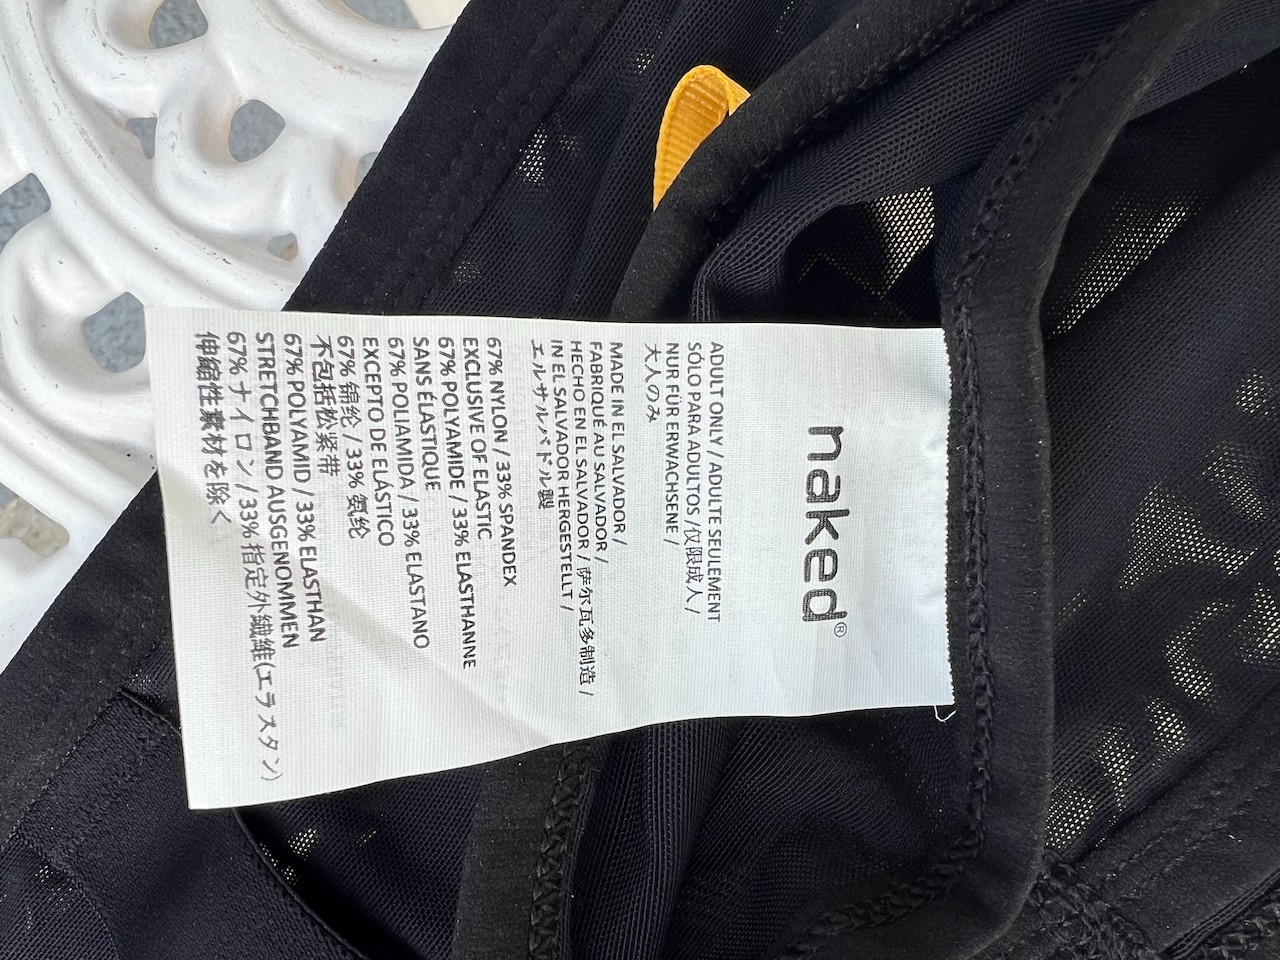 naked®
ADULT ONLY / ADULTE SEULEMENT
SÓLO PARA ADULTOS /仅限成人/
NUR FÜR ERWACHSENE /
大人のみ
MADE IN EL SALVADOR /
FABRIQUÉ AU SALVADOR /
HECHO EN EL SALVADOR / 萨尔瓦多制造 /
IN EL SALVADOR HERGESTELLT /
エルサルバドル製
67% NYLON / 33% SPANDEX
EXCLUSIVE OF ELASTIC
67% POLYAMIDE / 33% ELASTHANNE
SANS ÉLASTIQUE
67% POLIAMIDA / 33% ELASTANO
EXCEPTO DE ELÁSTICO
67% 锦纶 / 33% 氨纶
不包括松紧带
67% POLYAMID / 33% ELASTHAN
STRETCHBAND AUSGENOMMEN
67% ナイロン / 33% 指定外繊維(エラスタン)
伸縮性素材を除く